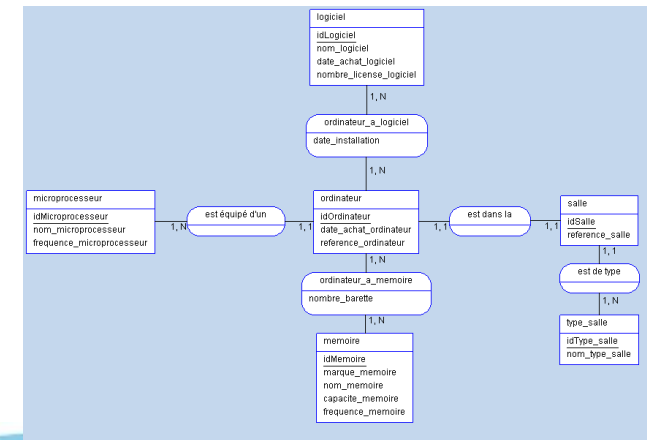 logiciel
idLogiciel
nom_logiciel
date_achat_logiciel
nombre_license_logiciel
1, N
ordinateur_a_logiciel
date_installation
1, N
microprocesseur
idMicroprocesseur
nom_microprocesseur
frequence_microprocesseur
1, N
est équipé d'un
1, 1
ordinateur
idOrdinateur
date_achat_ordinateur
reference_ordinateur
1, 1
est dans la
1, 1
salle
idSalle
reference_salle
1, 1
est de type
1, N
type_salle
idType_salle
nom_type_salle
1, N
ordinateur_a_memoire
nombre_barette
1, N
memoire
idMemoire
marque_memoire
nom_memoire
capacite_memoire
frequence_memoire